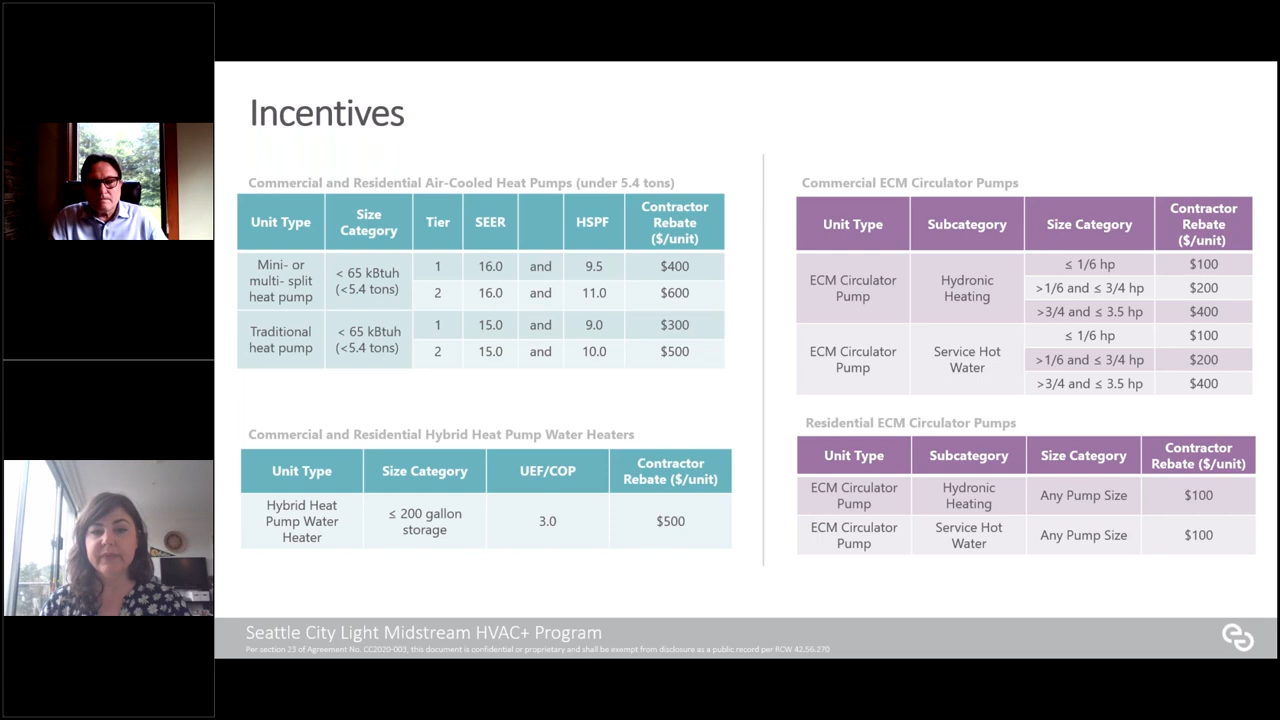 Incentives
Commercial and Residential Air-Cooled Heat Pumps (under 5.4 tons)
Unit Type
Size
Category
Tier
SEER
HSPF
Contractor
Rebate
($/unit)
Mini- or
multi- split
heat pump
< 65 kBtuh
(<5.4 tons)
1
16.0
and
9.5
$400
2
16.0
and
11.0
$600
Traditional
heat pump
< 65 kBtuh
(<5.4 tons)
1
15.0
and
9.0
$300
2
15.0
and
10.0
$500
Commercial and Residential Hybrid Heat Pump Water Heaters
Unit Type
Size Category
UEF/COP
Contractor
Rebate ($/unit)
Hybrid Heat
Pump Water
Heater
≤ 200 gallon
storage
3.0
$500
Commercial ECM Circulator Pumps
Unit Type
Subcategory
Size Category
Contractor
Rebate
($/unit)
ECM Circulator
Pump
Hydronic
Heating
≤ 1/6 hp
$100
>1/6 and ≤ 3/4 hp
$200
>3/4 and ≤ 3.5 hp
$400
ECM Circulator
Pump
Service Hot
Water
≤ 1/6 hp
$100
>1/6 and ≤ 3/4 hp
$200
>3/4 and ≤ 3.5 hp
$400
Residential ECM Circulator Pumps
Unit Type
Subcategory
Size Category
Contractor
Rebate ($/unit)
ECM Circulator
Pump
Hydronic
Heating
Any Pump Size
$100
ECM Circulator
Pump
Service Hot
Water
Any Pump Size
$100
Seattle City Light Midstream HVAC+ Program
Per section 23 of Agreement No. CC2020-003, this document is confidential or proprietary and shall be exempt from disclosure as a public record per RCW 42.56.270